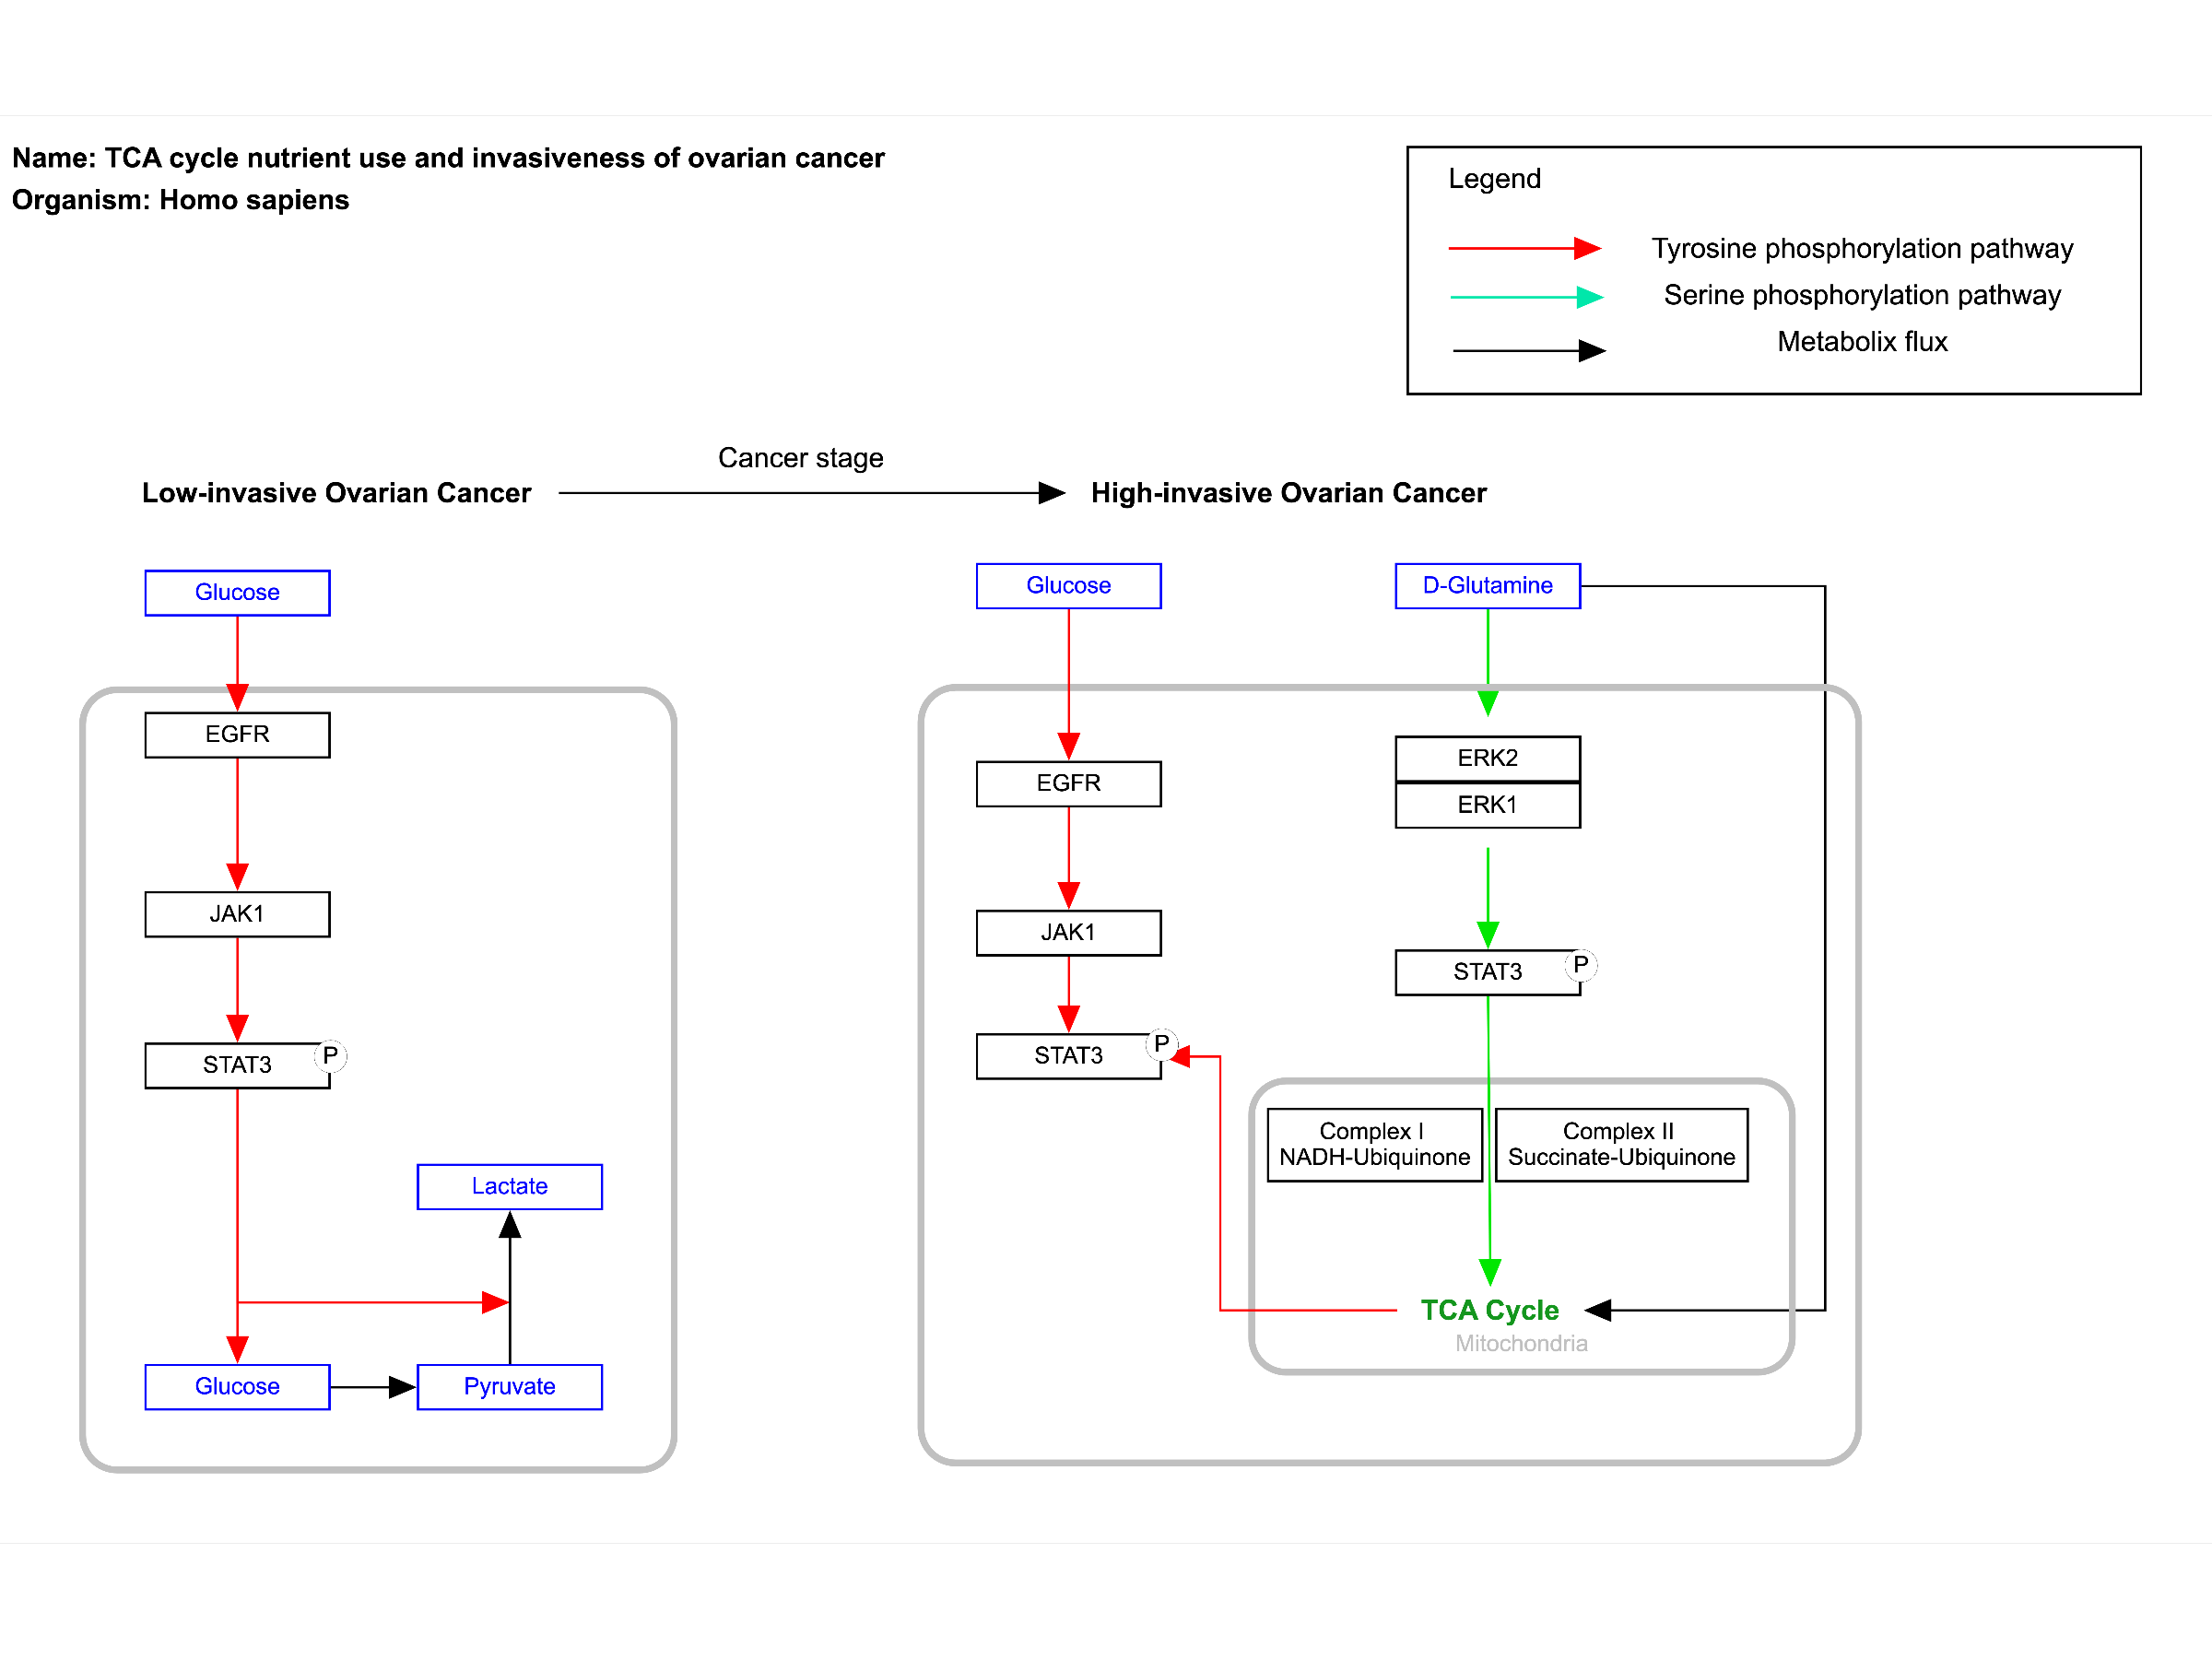 Name: TCA cycle nutrient use and invasiveness of ovarian cancer
Organism: Homo sapiens
Legend
Tyrosine phosphorylation pathway
Serine phosphorylation pathway
Metabolix flux
Cancer stage
Low-invasive Ovarian Cancer
High-invasive Ovarian Cancer
Glucose
EGFR
JAK1
STAT3
P
Lactate
Glucose
Pyruvate
Glucose
D-Glutamine
EGFR
ERK2
ERK1
JAK1
STAT3
P
STAT3
P
Complex I
NADH-Ubiquinone
Complex II
Succinate-Ubiquinone
TCA Cycle
Mitochondria